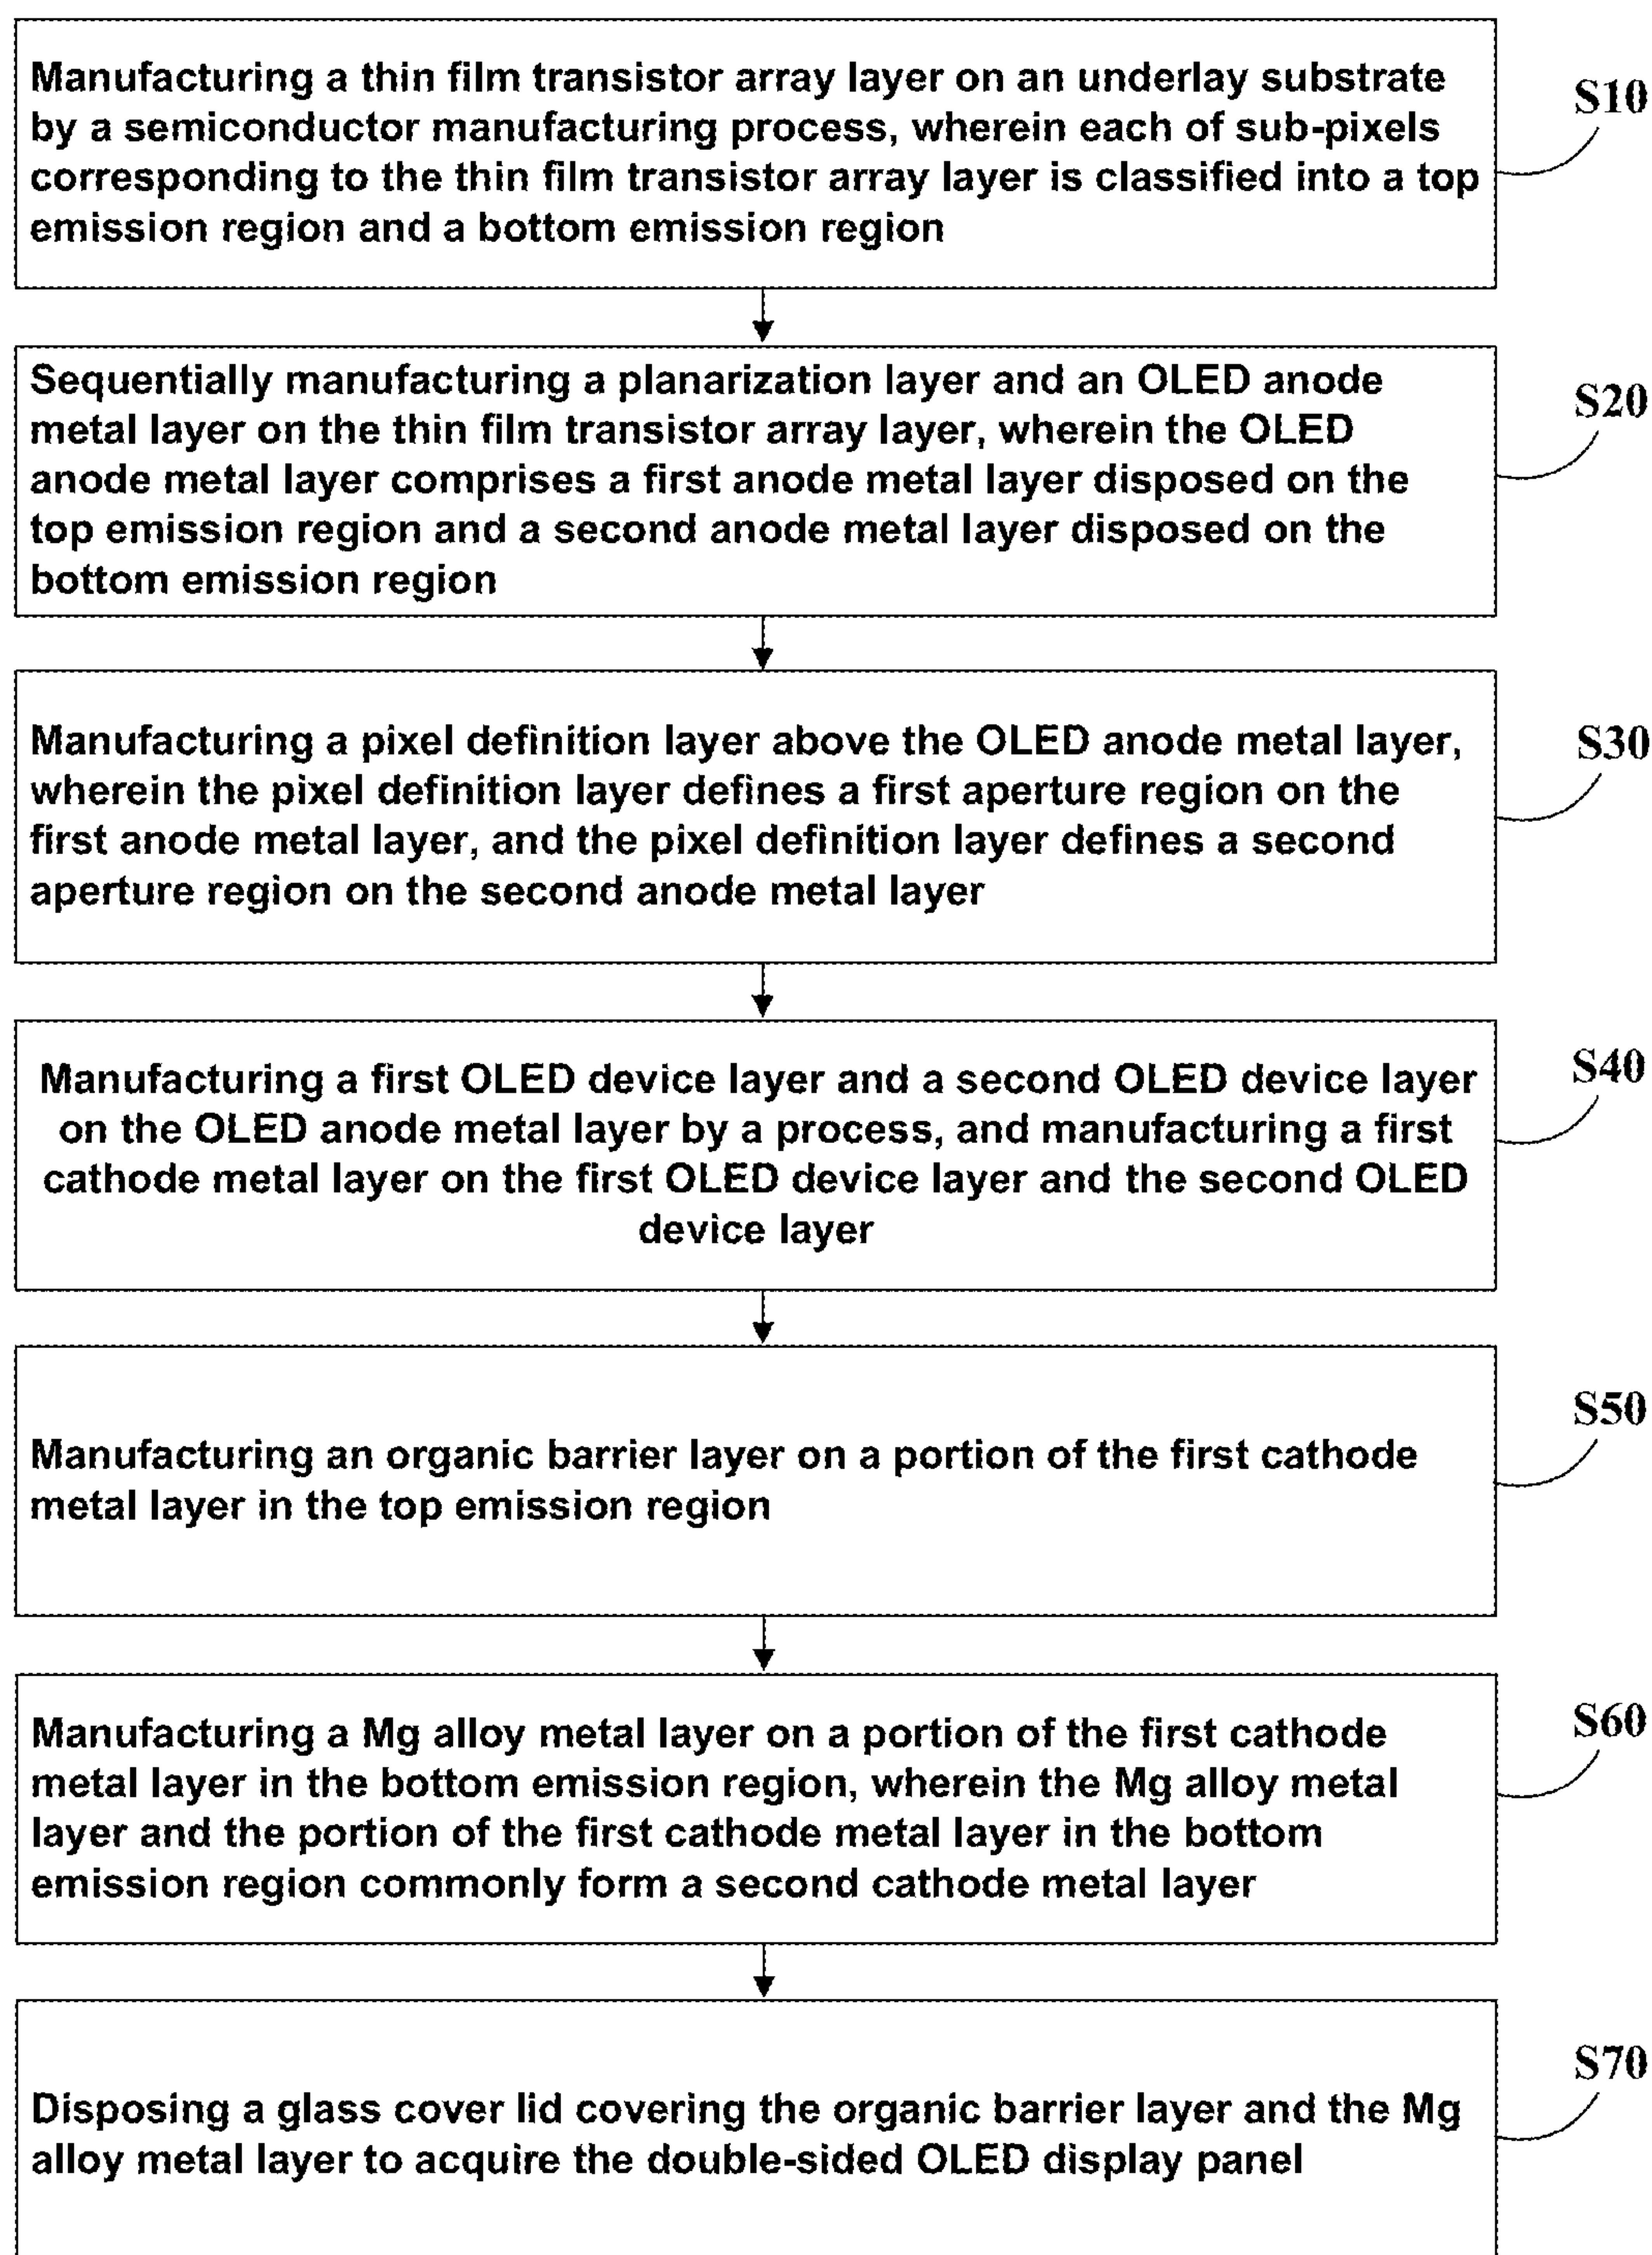 Manufacturing a thin film transistor array layer on an underlay substrate
by a semiconductor manufacturing process, wherein each of sub-pixels
corresponding to the thin film transistor array layer is classified into a top
emission region and a bottom emission region
S10
Sequentially manufacturing a planarization layer and an OLED anode
metal layer on the thin film transistor array layer, wherein the OLED
anode metal layer comprises a first anode metal layer disposed on the
top emission region and a second anode metal layer disposed on the
bottom emission region
S20
Manufacturing a pixel definition layer above the OLED anode metal layer,
wherein the pixel definition layer defines a first aperture region on the
first anode metal layer, and the pixel definition layer defines a second
aperture region on the second anode metal layer
S30
Manufacturing a first OLED device layer and a second OLED device layer
on the OLED anode metal layer by a process, and manufacturing a first
cathode metal layer on the first OLED device layer and the second OLED
device layer
S40
Manufacturing an organic barrier layer on a portion of the first cathode
metal layer in the top emission region
S50
Manufacturing a Mg alloy metal layer on a portion of the first cathode
metal layer in the bottom emission region, wherein the Mg alloy metal
layer and the portion of the first cathode metal layer in the bottom
emission region commonly form a second cathode metal layer
S60
Disposing a glass cover lid covering the organic barrier layer and the Mg
alloy metal layer to acquire the double-sided OLED display panel
S70